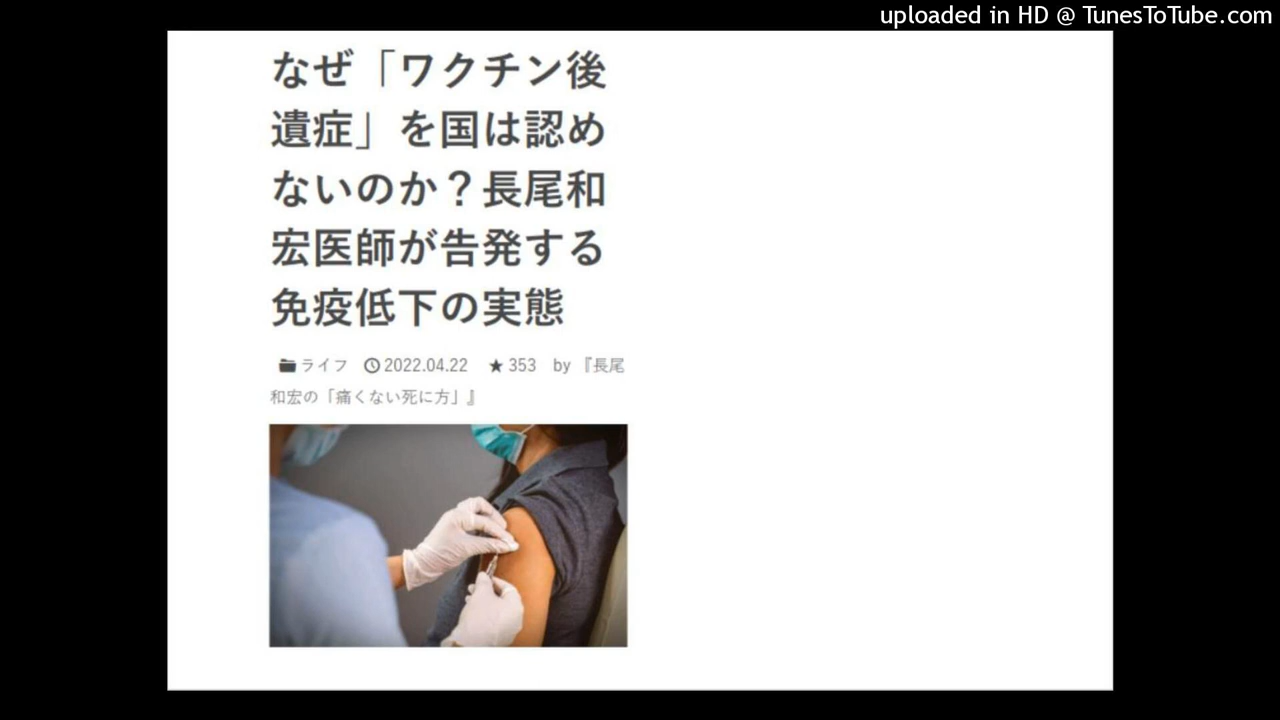 uploaded in HD @ TunesToTube.com
なぜ「ワクチン後
遺症」を国は認め
ないのか？長尾和
宏医師が告発する
免疫低下の実態
ライフ 2022.04.22 ★ 353 by 『長尾
和宏の「痛くない死に方」』